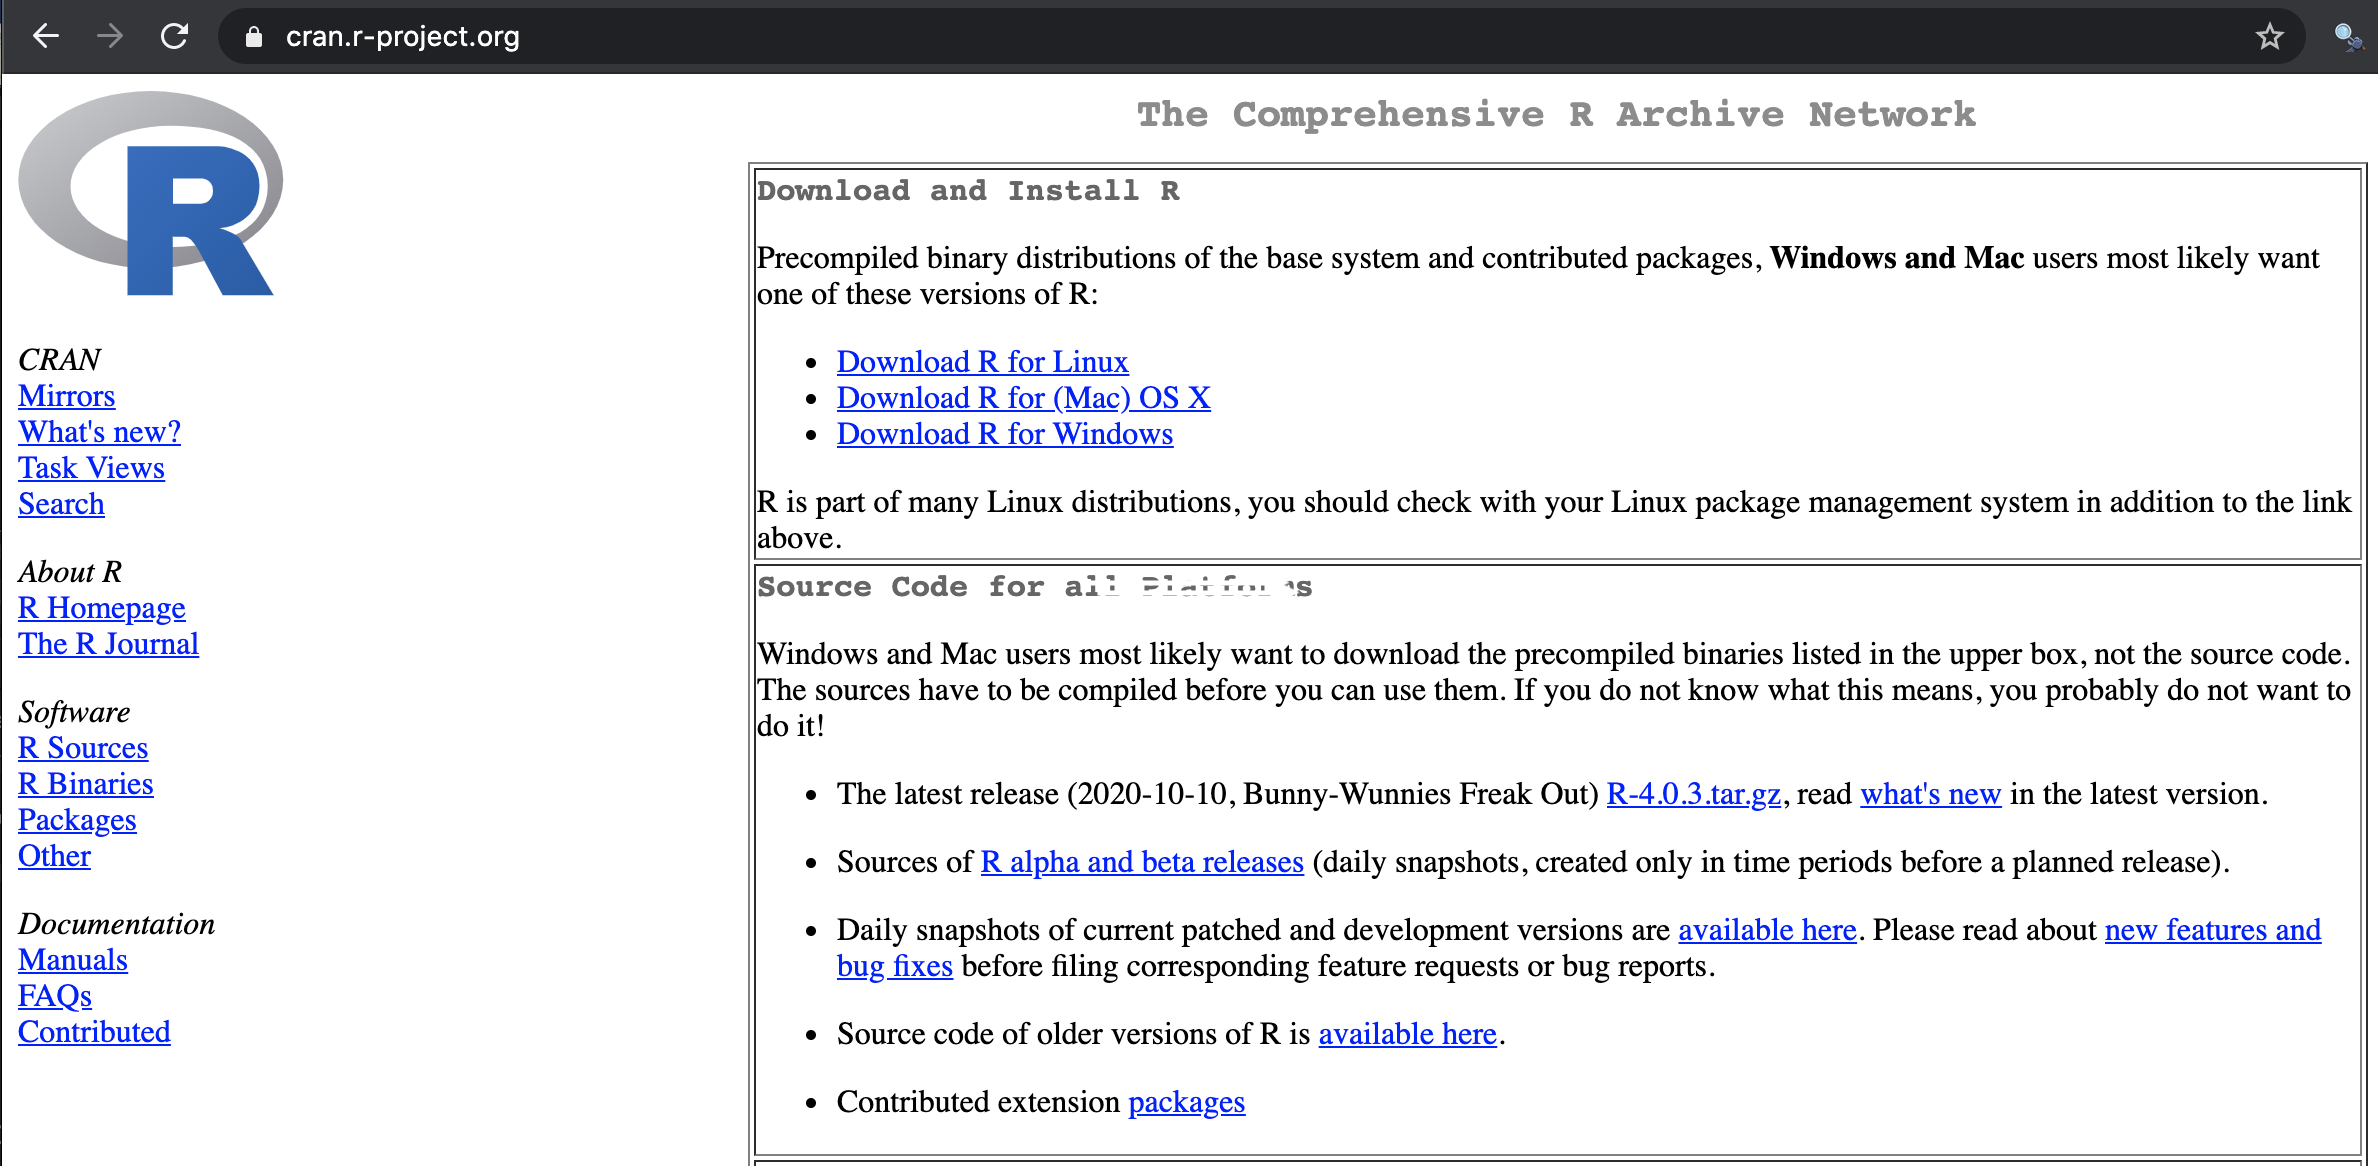 cran.r-project.org
R
The Comprehensive R Archive Network
CRAN
Mirrors
What's new?
Task Views
Search
About R
R Homepage
The R Journal
Software
R Sources
R Binaries
Packages
Other
Documentation
Manuals
FAQs
Contributed
Download and Install R
Precompiled binary distributions of the base system and contributed packages, Windows and Mac users most likely want
one of these versions of R:
• Download R for Linux
• Download R for (Mac) OS X
• Download R for Windows
R is part of many Linux distributions, you should check with your Linux package management system in addition to the link
above.
Source Code for all Platforms
Windows and Mac users most likely want to download the precompiled binaries listed in the upper box, not the source code.
The sources have to be compiled before you can use them. If you do not know what this means, you probably do not want to
do it!
• The latest release (2020-10-10, Bunny-Wunnies Freak Out) R-4.0.3.tar.gz, read what's new in the latest version.
• Sources of R alpha and beta releases (daily snapshots, created only in time periods before a planned release).
• Daily snapshots of current patched and development versions are available here. Please read about new features and
bug fixes before filing corresponding feature requests or bug reports.
• Source code of older versions of R is available here.
• Contributed extension packages